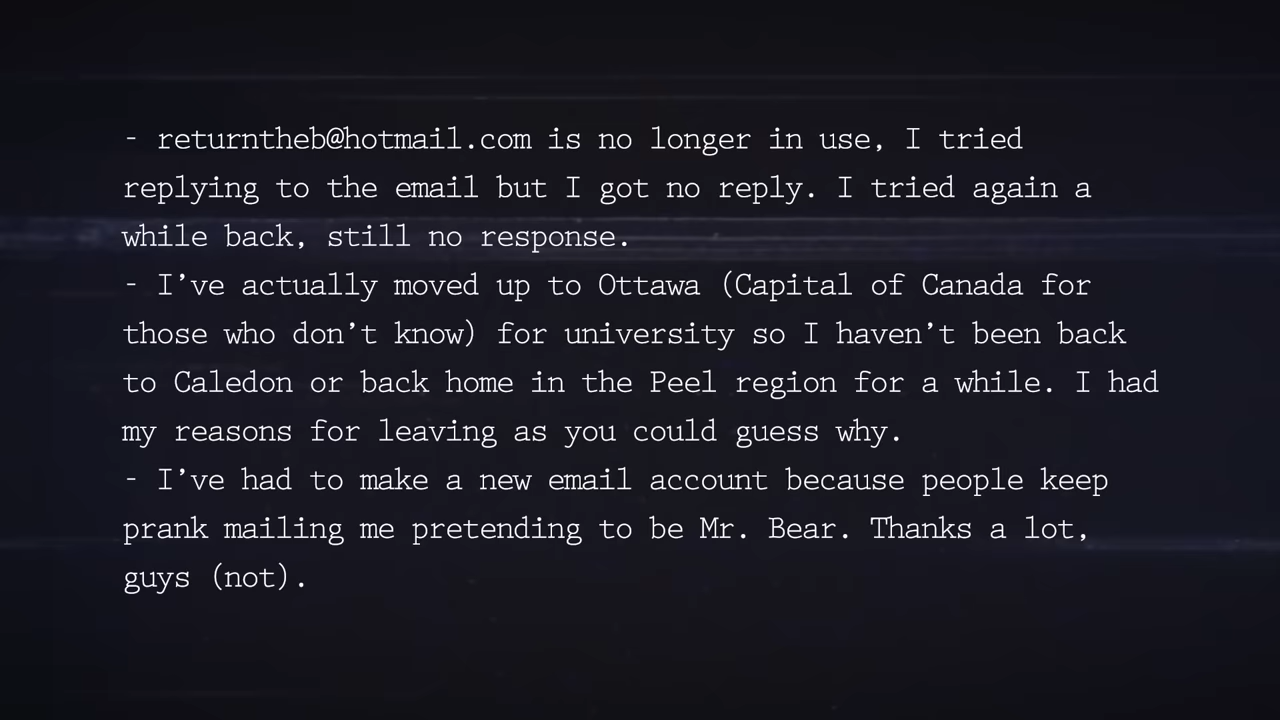 - returntheb@hotmail.com is no longer in use, I tried
replying to the email but I got no reply. I tried again a
while back, still no response.
- I’ve actually moved up to Ottawa (Capital of Canada for
those who don’t know) for university so I haven’t been back
to Caledon or back home in the Peel region for a while. I had
my reasons for leaving as you could guess why.
- I’ve had to make a new email account because people keep
prank mailing me pretending to be Mr. Bear. Thanks a lot,
guys (not).